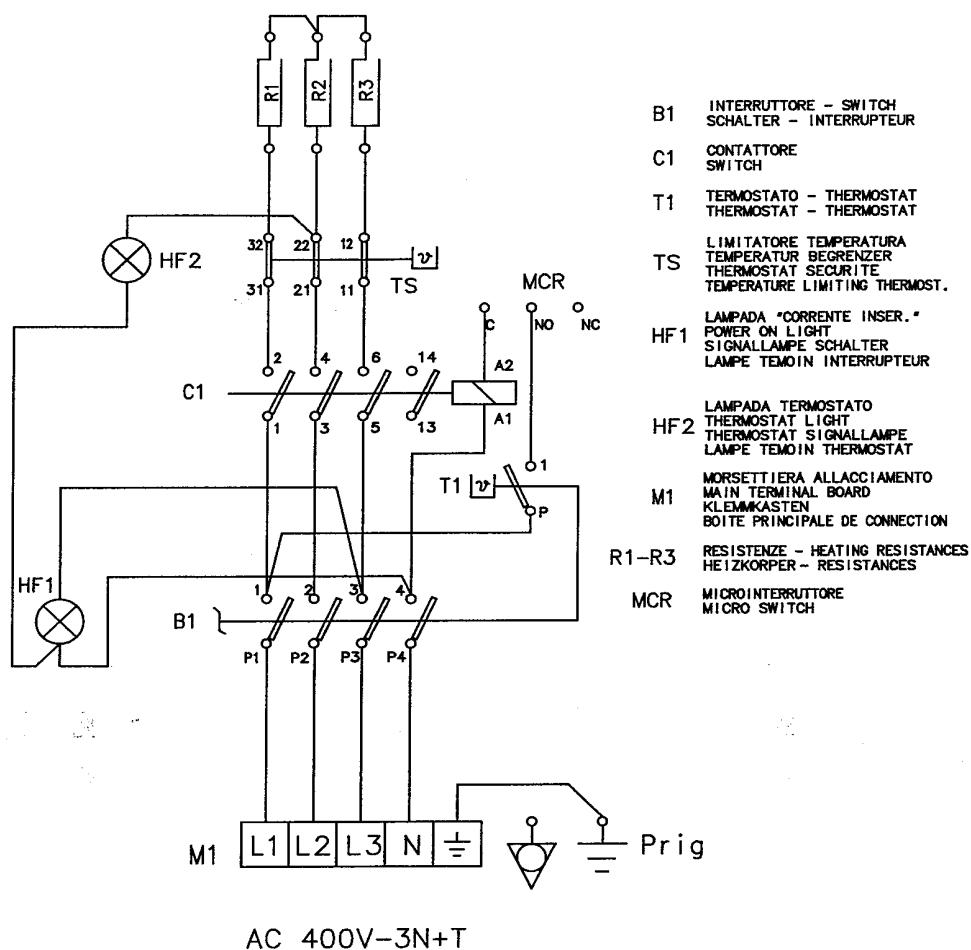 R1 R2 R3
HF2
32 22 12
31 21 11
TS
MCR
C NO NC
2 4 6 14
A2
C1
A1
1 3 5 13
T1
1
P
HF1
1 2 3 4
B1
P1 P2 P3 P4
M1 L1 L2 L3 N
Prig
AC 400V-3N+T
B1 INTERRUTTORE - SWITCH
SCHALTER - INTERRUPTEUR
C1 CONTATTORE
SWITCH
T1 TERMOSTATO - THERMOSTAT
THERMOSTAT - THERMOSTAT
TS LIMITATORE TEMPERATURA
TEMPERATUR BEGRENZER
THERMOSTAT SECURITE
TEMPERATURE LIMITING THERMOST.
HF1 LAMPADA "CORRENTE INSER."
POWER ON LIGHT
SIGNALLAMPE SCHALTER
LAMPE TEMOIN INTERRUPTEUR
HF2 LAMPADA TERMOSTATO
THERMOSTAT LIGHT
THERMOSTAT SIGNALLAMPE
LAMPE TEMOIN THERMOSTAT
M1 MORSETTIERA ALLACCIAMENTO
MAIN TERMINAL BOARD
KLEMMKASTEN
BOITE PRINCIPALE DE CONNECTION
R1-R3 RESISTENZE - HEATING RESISTANCES
HEIZKORPER - RESISTANCES
MCR MICROINTERRUTTORE
MICRO SWITCH